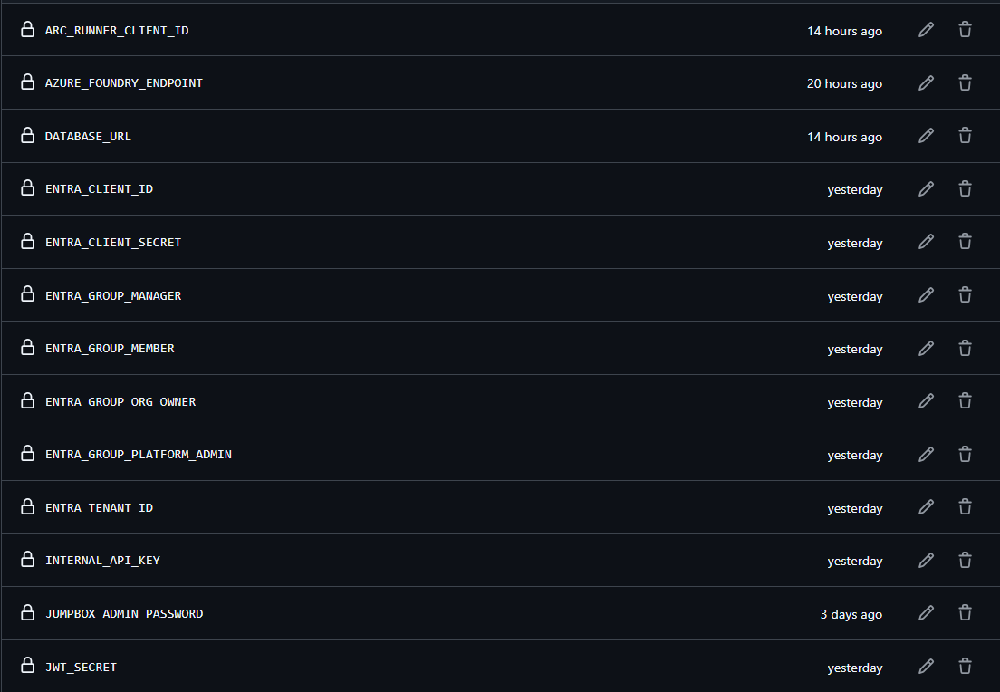 ARC_RUNNER_CLIENT_ID 14 hours ago
AZURE_FOUNDRY_ENDPOINT 20 hours ago
DATABASE_URL 14 hours ago
ENTRA_CLIENT_ID yesterday
ENTRA_CLIENT_SECRET yesterday
ENTRA_GROUP_MANAGER yesterday
ENTRA_GROUP_MEMBER yesterday
ENTRA_GROUP_ORG_OWNER yesterday
ENTRA_GROUP_PLATFORM_ADMIN yesterday
ENTRA_TENANT_ID yesterday
INTERNAL_API_KEY yesterday
JUMPBOX_ADMIN_PASSWORD 3 days ago
JWT_SECRET yesterday